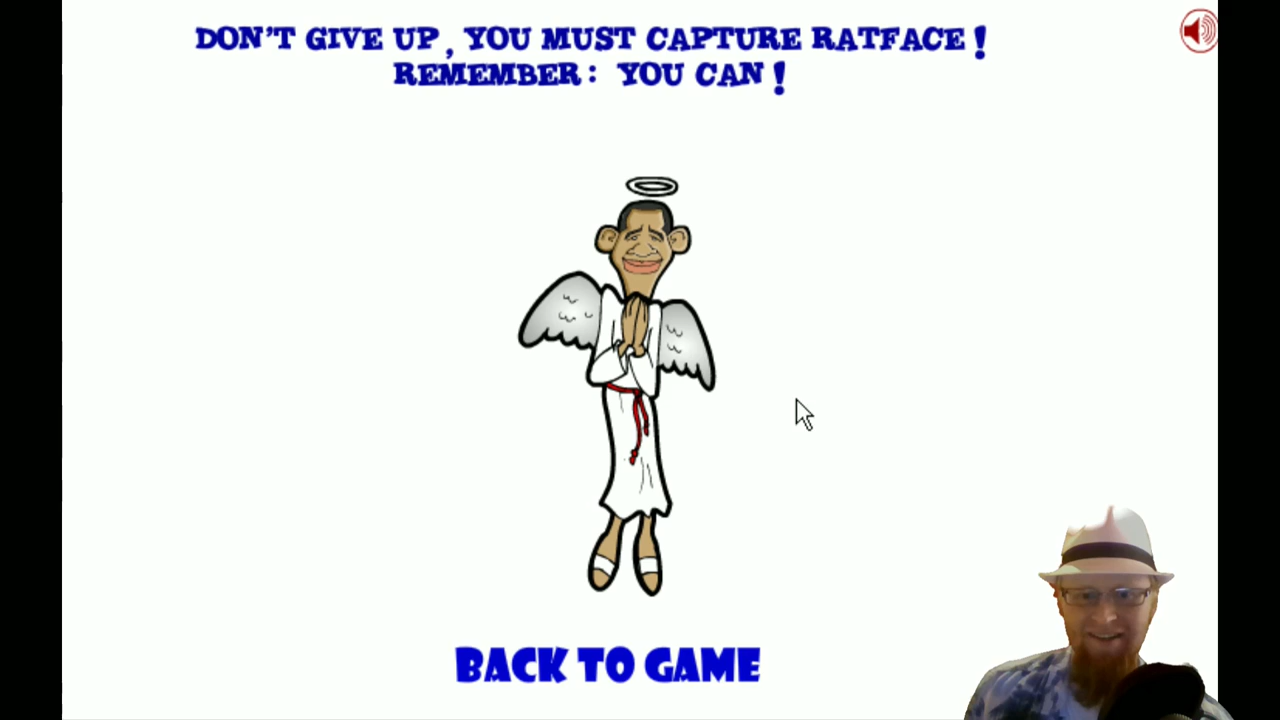 DON'T GIVE UP, YOU MUST CAPTURE RATFACE!
REMEMBER: YOU CAN!
BACK TO GAME